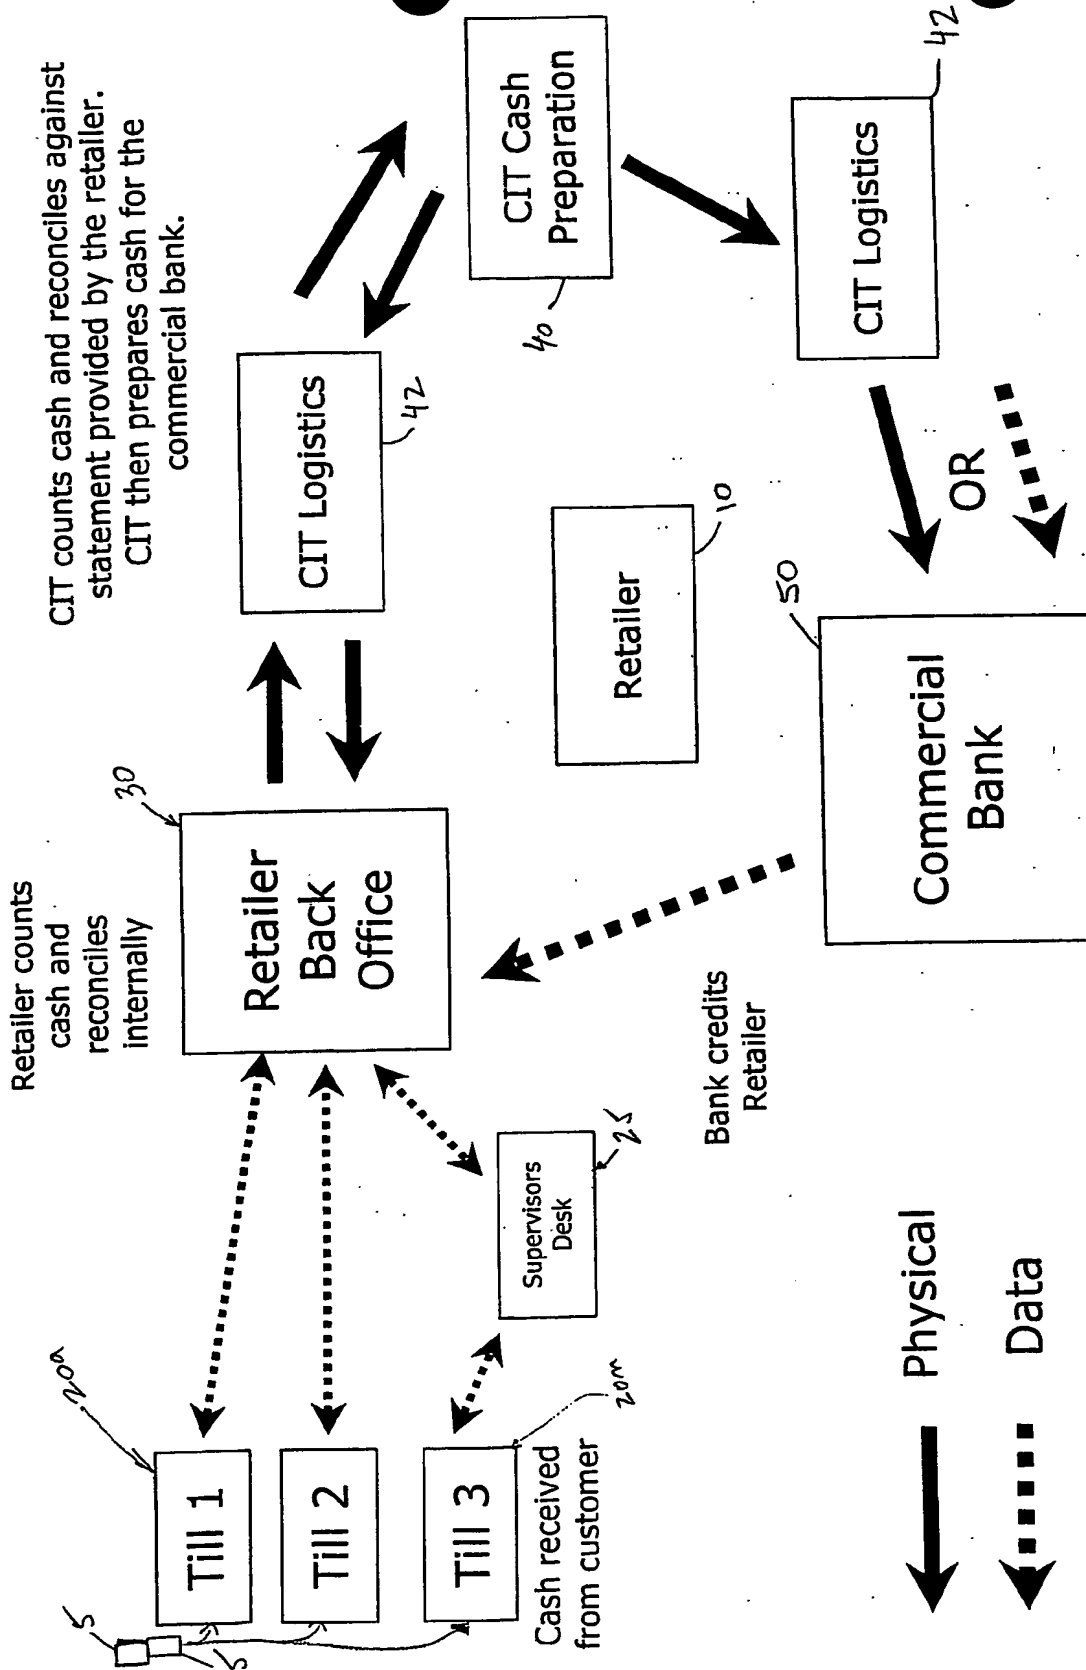 Retailer counts
cash and
reconciles
internally
CIT counts cash and reconciles against
statement provided by the retailer.
CIT then prepares cash for the
commercial bank.
5
5
20a
Till 1
Till 2
Till 3
20m
Cash received
from customer
Supervisors
Desk
25
30
Retailer
Back
Office
CIT Logistics
42
CIT Cash
Preparation
40
CIT Logistics
42
Retailer
10
OR
50
Commercial
Bank
Bank credits
Retailer
Physical
Data